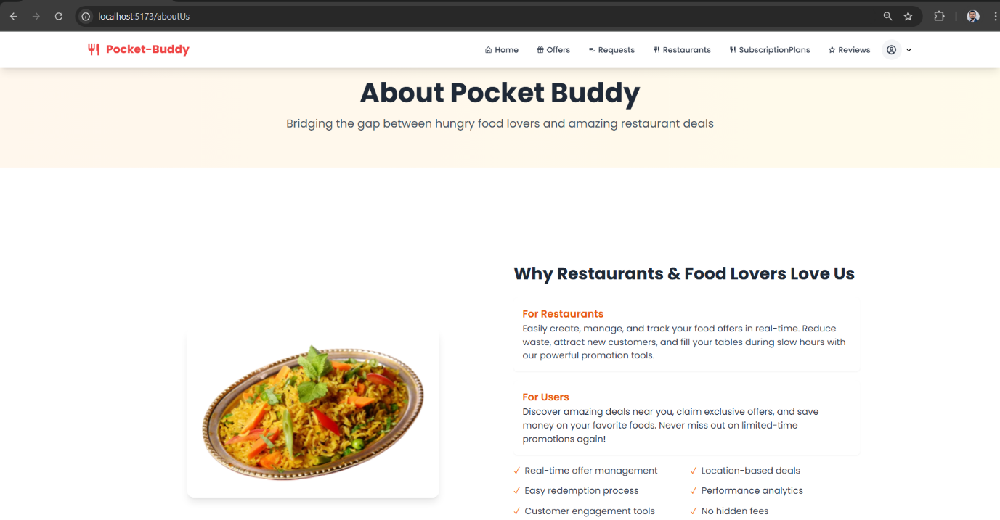 localhost:5173/aboutUs
Pocket-Buddy
Home
Offers
Requests
Restaurants
SubscriptionPlans
Reviews
About Pocket Buddy
Bridging the gap between hungry food lovers and amazing restaurant deals
Why Restaurants & Food Lovers Love Us
For Restaurants
Easily create, manage, and track your food offers in real-time. Reduce
waste, attract new customers, and fill your tables during slow hours with
our powerful promotion tools.
For Users
Discover amazing deals near you, claim exclusive offers, and save
money on your favorite foods. Never miss out on limited-time
promotions again!
✓ Real-time offer management
✓ Location-based deals
✓ Easy redemption process
✓ Performance analytics
✓ Customer engagement tools
✓ No hidden fees